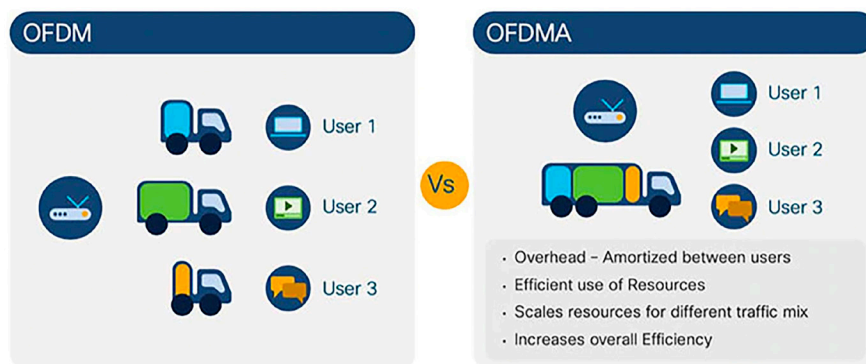 OFDM
User 1
User 2
User 3
Vs
OFDMA
User 1
User 2
User 3
· Overhead – Amortized between users
· Efficient use of Resources
· Scales resources for different traffic mix
· Increases overall Efficiency